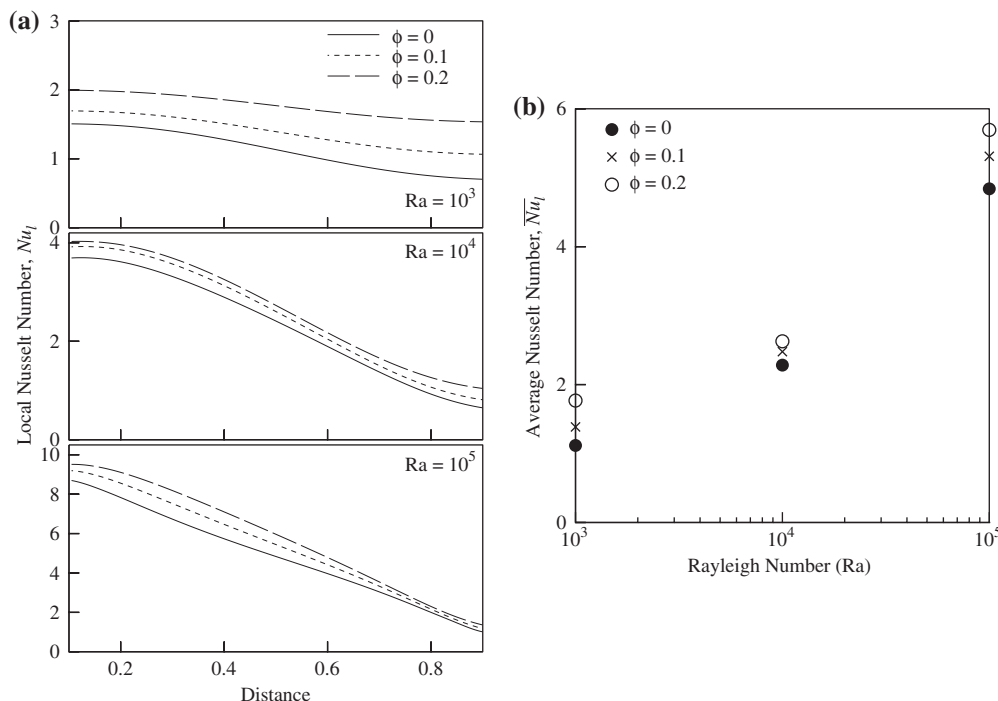 (a)
3
2
1
0
φ = 0
φ = 0.1
φ = 0.2
Ra = 10³
4
2
0
Ra = 10⁴
10
8
6
4
2
0
Ra = 10⁵
0.2 0.4 0.6 0.8
Distance
Local Nusselt Number, Nuₗ
(b)
6
4
2
0
φ = 0
φ = 0.1
φ = 0.2
10³ 10⁴ 10⁵
Rayleigh Number (Ra)
Average Nusselt Number, N̅u̅ₗ